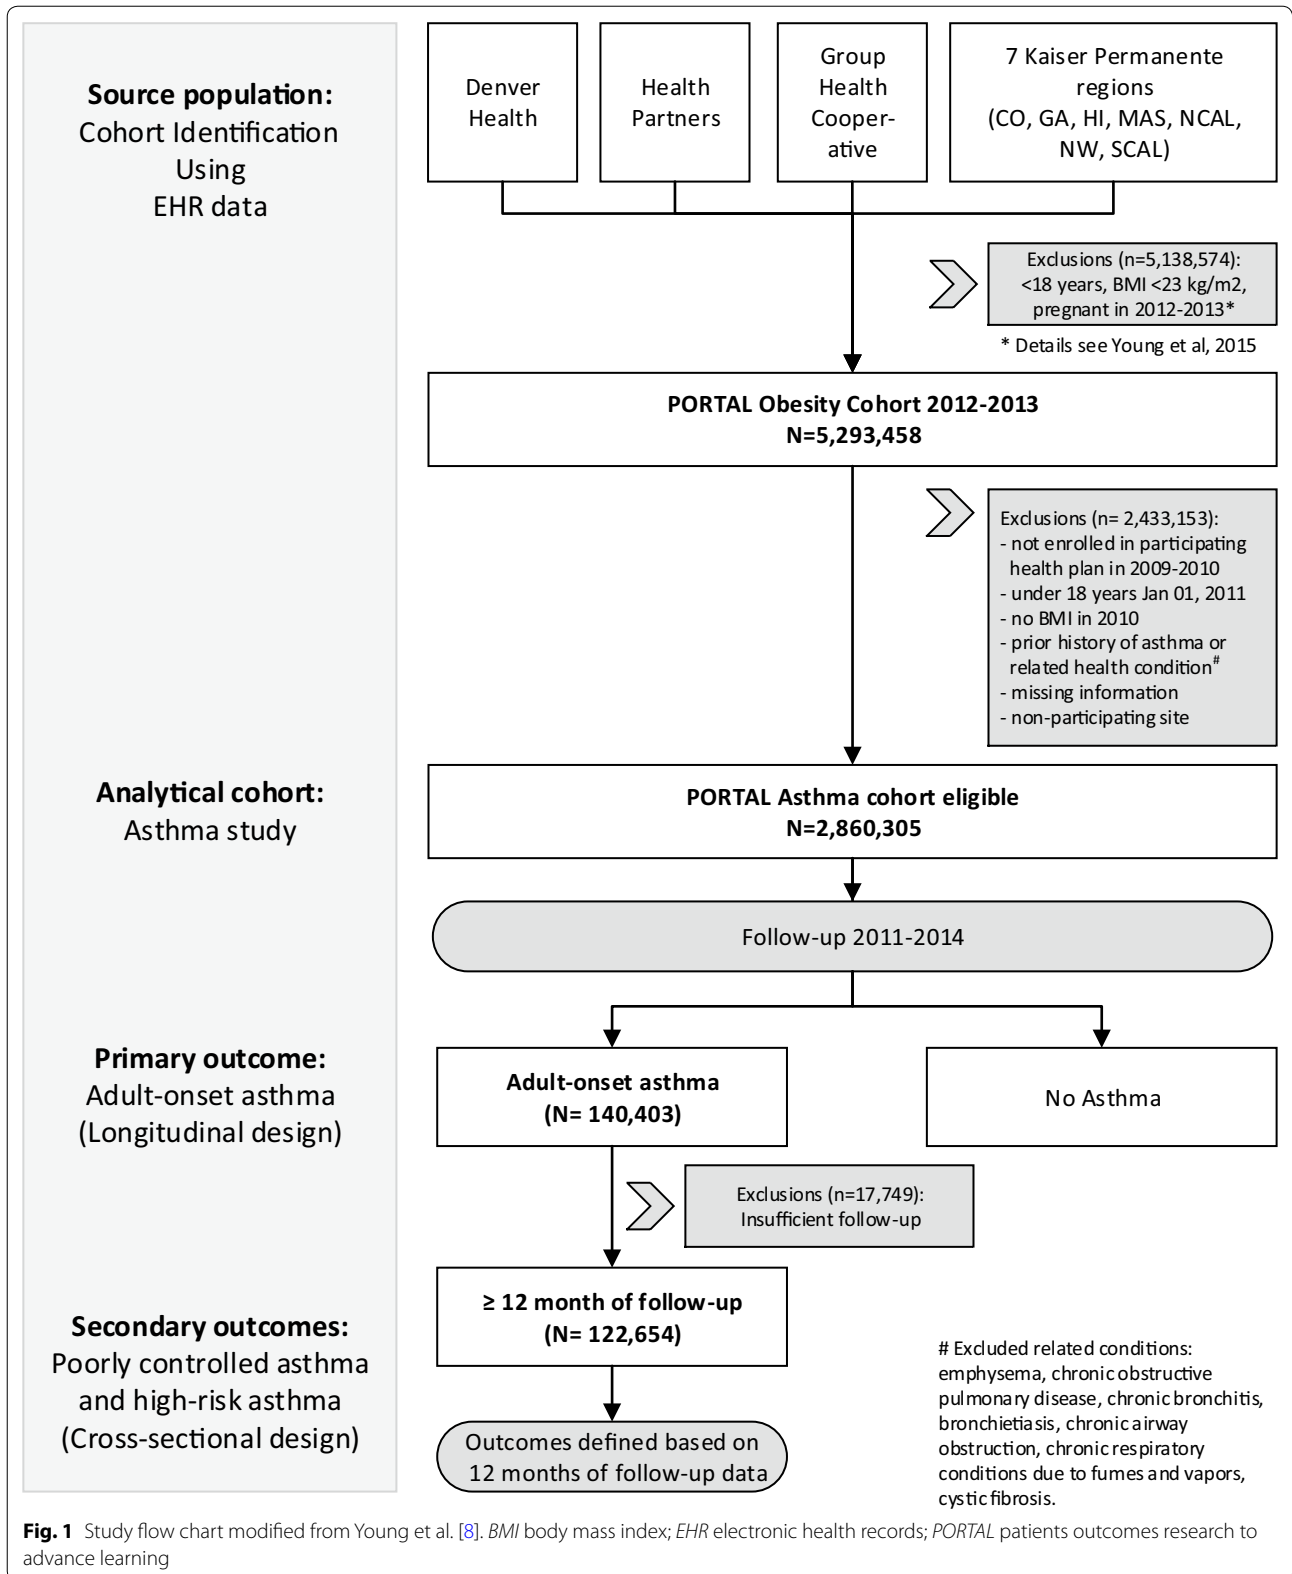 Source population:
Cohort Identification
Using
EHR data
Denver
Health
Health
Partners
Group
Health
Cooper-
ative
7 Kaiser Permanente
regions
(CO, GA, HI, MAS, NCAL,
NW, SCAL)
Exclusions (n=5,138,574):
<18 years, BMI <23 kg/m2,
pregnant in 2012-2013*
* Details see Young et al, 2015
PORTAL Obesity Cohort 2012-2013
N=5,293,458
Exclusions (n= 2,433,153):
- not enrolled in participating
health plan in 2009-2010
- under 18 years Jan 01, 2011
- no BMI in 2010
- prior history of asthma or
related health condition#
- missing information
- non-participating site
Analytical cohort:
Asthma study
PORTAL Asthma cohort eligible
N=2,860,305
Follow-up 2011-2014
Primary outcome:
Adult-onset asthma
(Longitudinal design)
Adult-onset asthma
(N= 140,403)
No Asthma
Exclusions (n=17,749):
Insufficient follow-up
≥ 12 month of follow-up
(N= 122,654)
Secondary outcomes:
Poorly controlled asthma
and high-risk asthma
(Cross-sectional design)
Outcomes defined based on
12 months of follow-up data
# Excluded related conditions:
emphysema, chronic obstructive
pulmonary disease, chronic bronchitis,
bronchietiasis, chronic airway
obstruction, chronic respiratory
conditions due to fumes and vapors,
cystic fibrosis.
Fig. 1 Study flow chart modified from Young et al. [8]. BMI body mass index; EHR electronic health records; PORTAL patients outcomes research to
advance learning